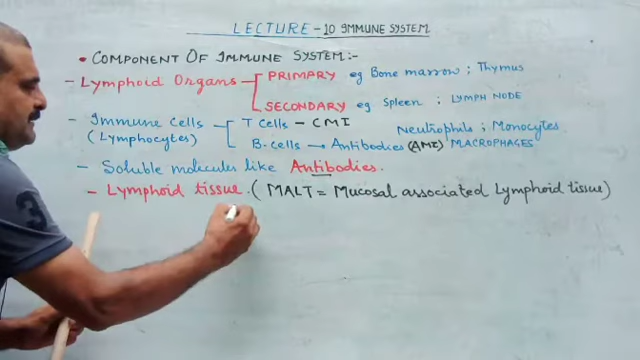 LECTURE - 10 IMMUNE SYSTEM
• COMPONENT OF IMMUNE SYSTEM:-
- Lymphoid Organs - PRIMARY eg Bone marrow ; Thymus
SECONDARY eg Spleen ; LYMPH NODE
- Immune Cells - T Cells - CMI Neutrophils ; Monocytes
(Lymphocytes) B-Cells → Antibodies (AMI) MACROPHAGES
- Soluble molecules like Antibodies.
- Lymphoid tissue. ( MALT = Mucosal associated Lymphoid tissue)